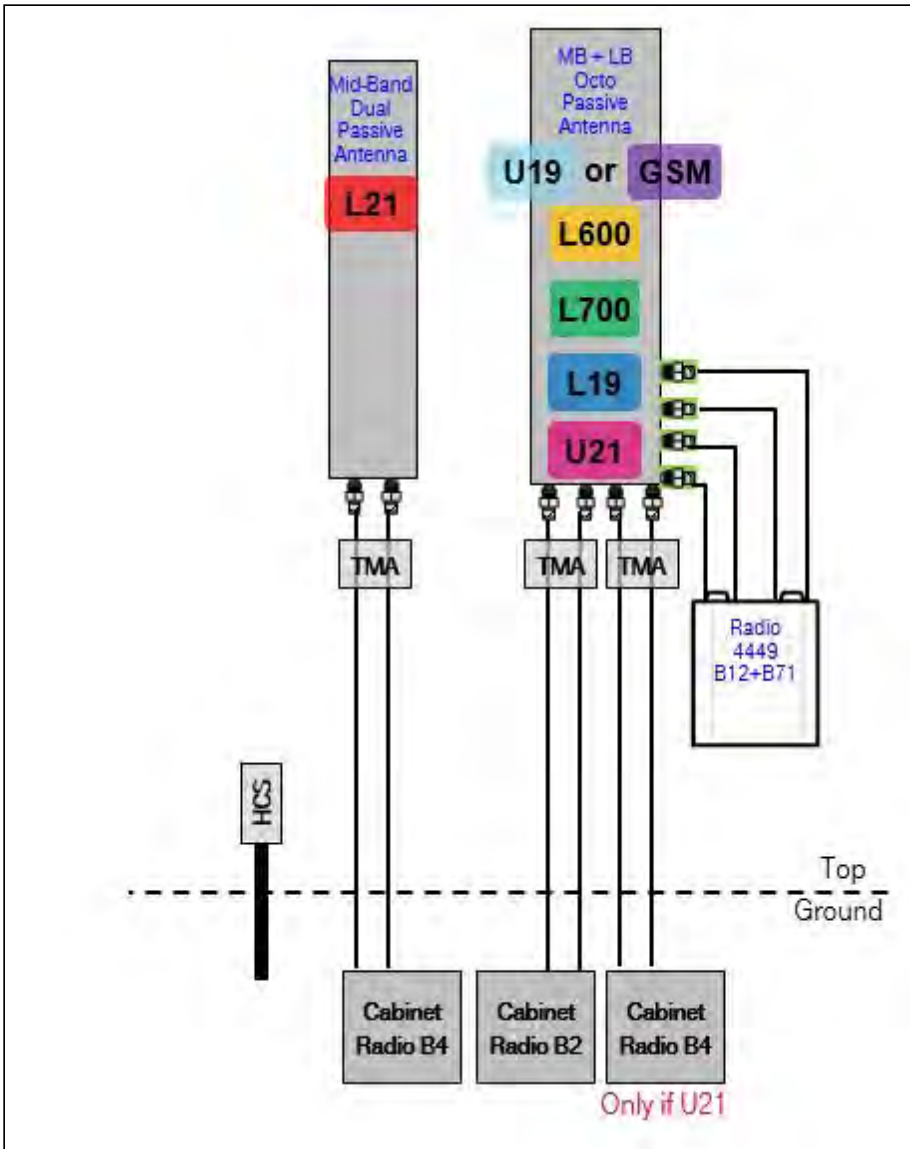 Mid-Band
Dual
Passive
Antenna
L21
MB + LB
Octo
Passive
Antenna
U19 or GSM
L600
L700
L19
U21
TMA
TMA
TMA
Radio
4449
B12+B71
HCS
Top
Ground
Cabinet
Radio B4
Cabinet
Radio B2
Cabinet
Radio B4
Only if U21